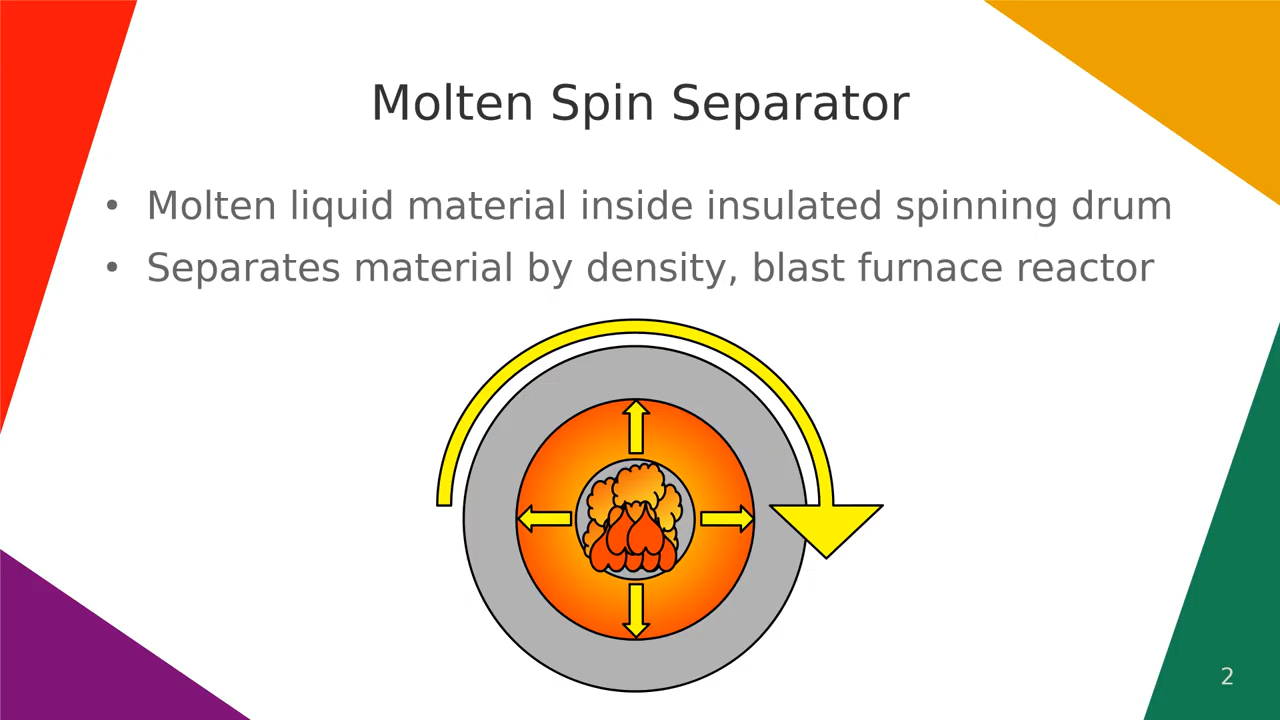 Molten Spin Separator
• Molten liquid material inside insulated spinning drum
• Separates material by density, blast furnace reactor
2